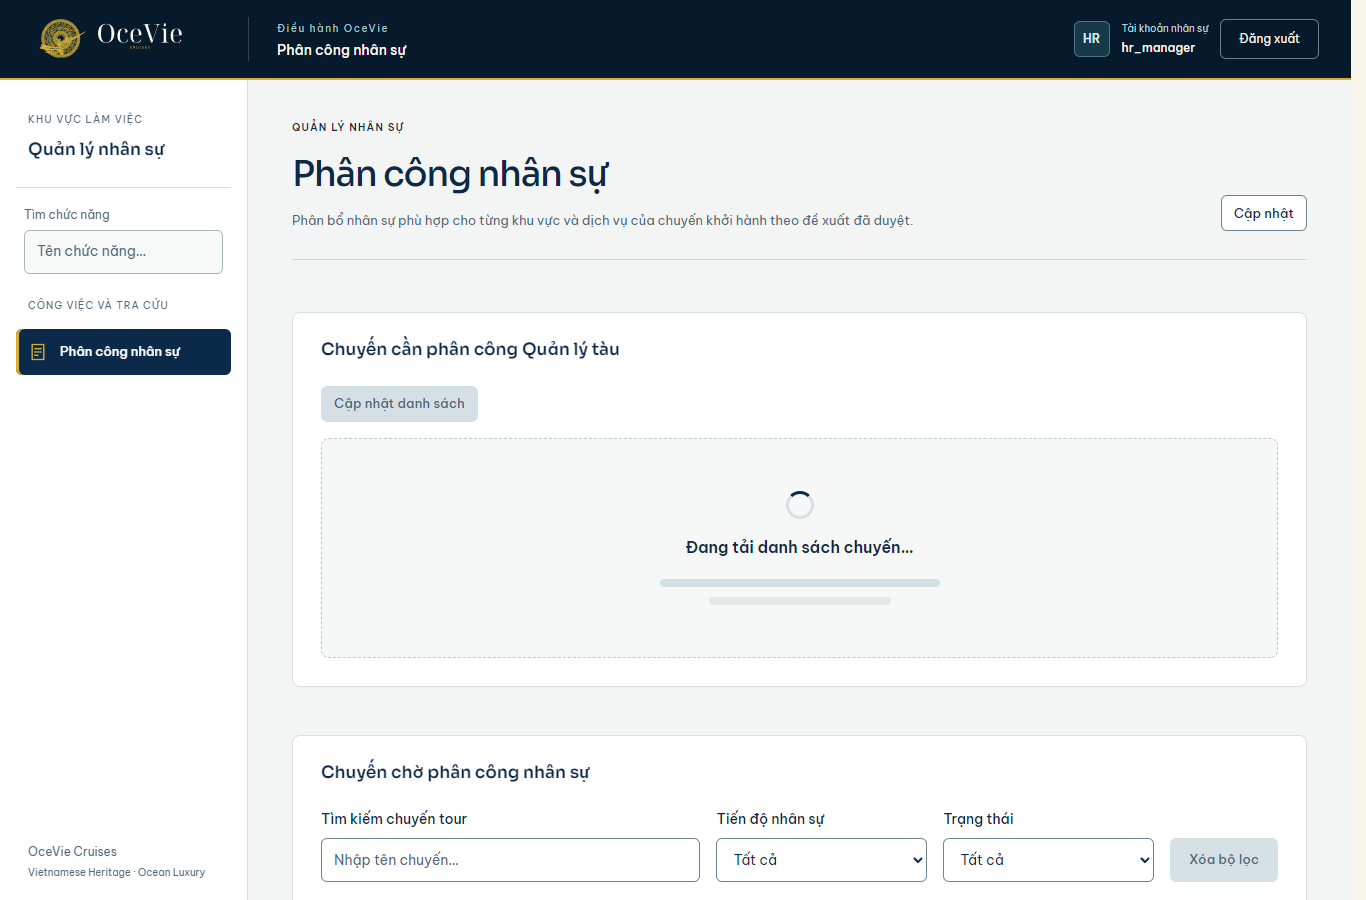 OceVie
CRUISES
Điều hành OceVie
Phân công nhân sự
HR
Tài khoản nhân sự
hr_manager
Đăng xuất
KHU VỰC LÀM VIỆC
Quản lý nhân sự
Tìm chức năng
Tên chức năng...
CÔNG VIỆC VÀ TRA CỨU
Phân công nhân sự
OceVie Cruises
Vietnamese Heritage · Ocean Luxury
QUẢN LÝ NHÂN SỰ
Phân công nhân sự
Phân bổ nhân sự phù hợp cho từng khu vực và dịch vụ của chuyến khởi hành theo đề xuất đã duyệt.
Cập nhật
Chuyến cần phân công Quản lý tàu
Cập nhật danh sách
Đang tải danh sách chuyến...
Chuyến chờ phân công nhân sự
Tìm kiếm chuyến tour
Nhập tên chuyến...
Tiến độ nhân sự
Tất cả
Trạng thái
Tất cả
Xóa bộ lọc